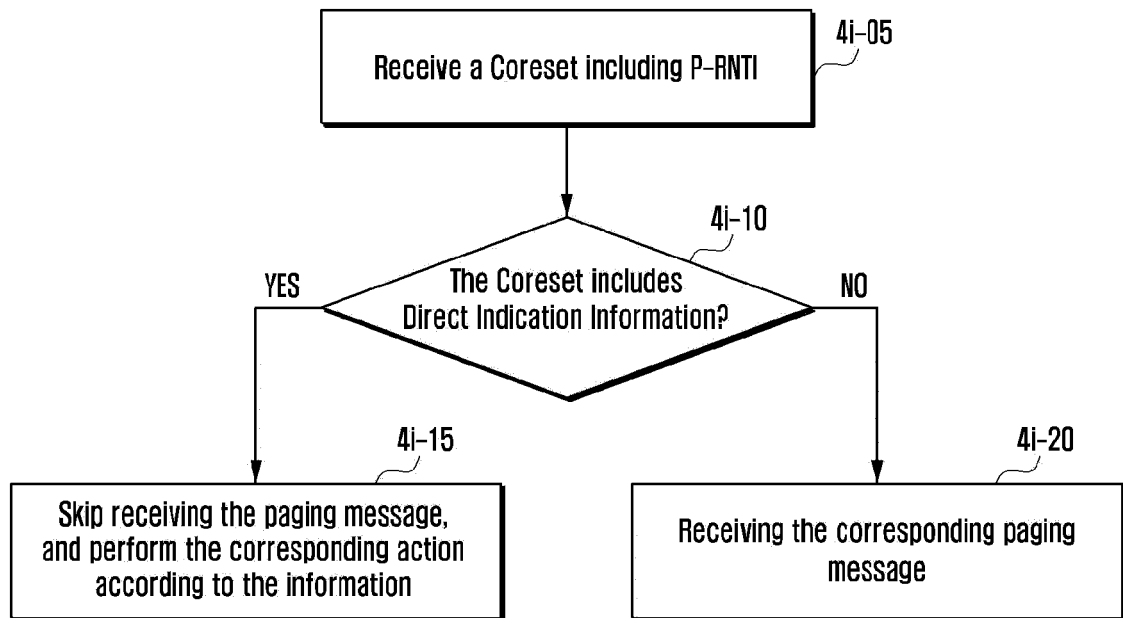 Receive a Coreset including P-RNTI
4i-05
4i-10
The Coreset includes
Direct Indication Information?
YES
NO
4i-15
Skip receiving the paging message,
and perform the corresponding action
according to the information
4i-20
Receiving the corresponding paging
message